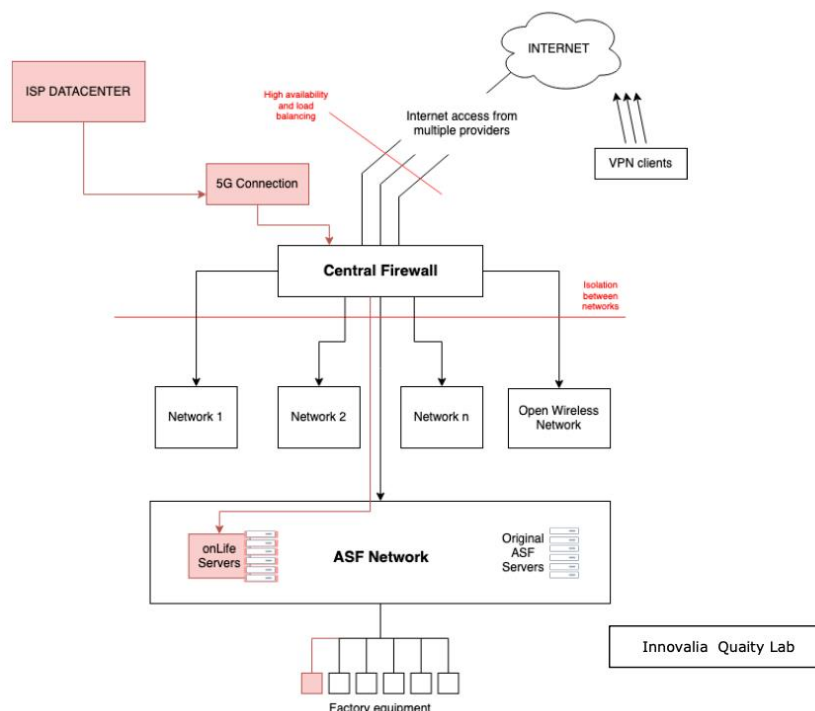 INTERNET
ISP DATACENTER
High availability
and load
balancing
Internet access from
multiple providers
VPN clients
5G Connection
Central Firewall
Isolation
between
networks
Network 1
Network 2
Network n
Open Wireless
Network
onLife
Servers
ASF Network
Original
ASF
Servers
Innovalia Quaity Lab
Factory equipment